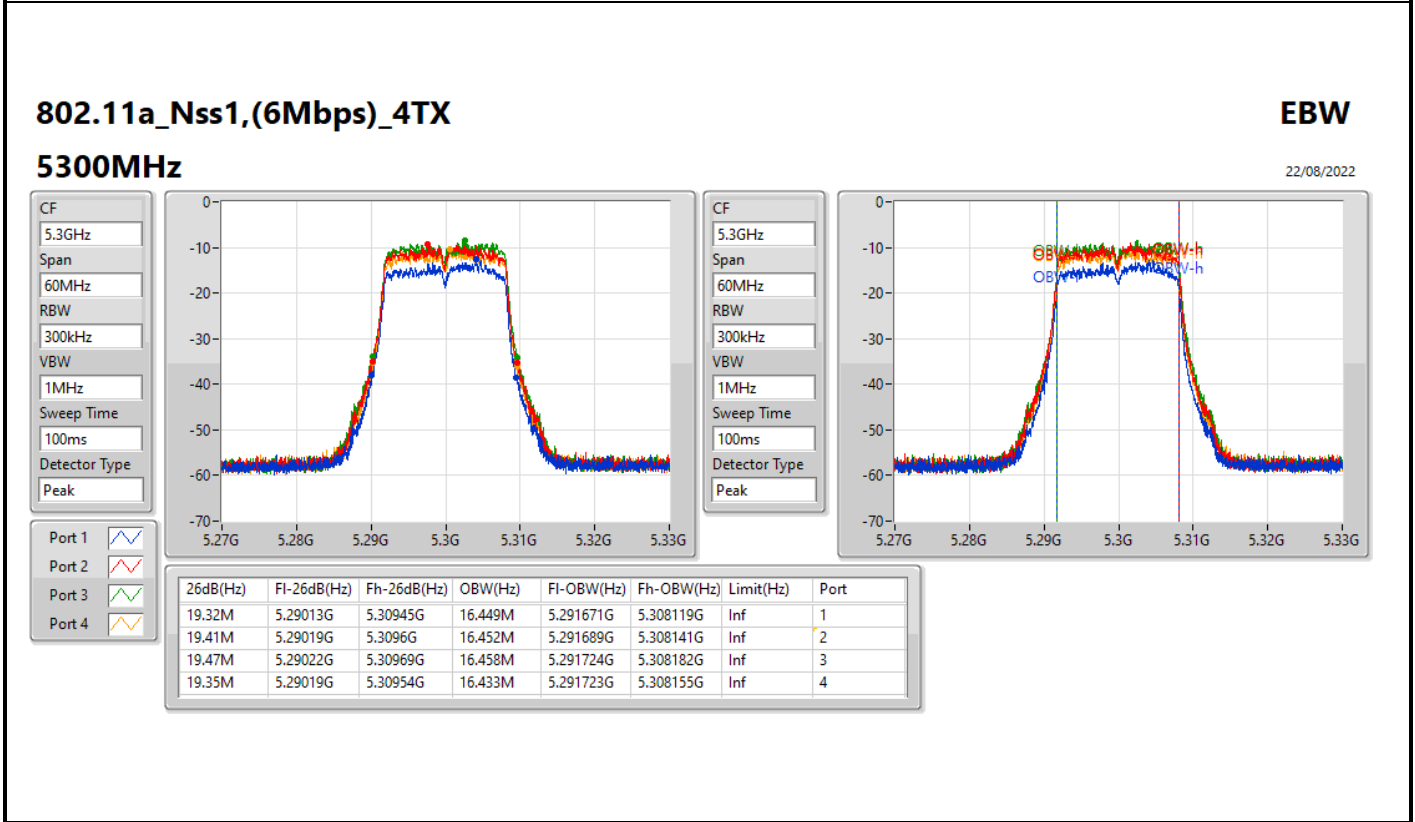 802.11a_Nss1,(6Mbps)_4TX
EBW
5300MHz
22/08/2022
CF
5.3GHz
Span
60MHz
RBW
300kHz
VBW
1MHz
Sweep Time
100ms
Detector Type
Peak
Port 1
Port 2
Port 3
Port 4
0
-10
-20
-30
-40
-50
-60
-70
5.27G 5.28G 5.29G 5.3G 5.31G 5.32G 5.33G
CF
5.3GHz
Span
60MHz
RBW
300kHz
VBW
1MHz
Sweep Time
100ms
Detector Type
Peak
0
-10
-20
-30
-40
-50
-60
-70
OBW-h
5.27G 5.28G 5.29G 5.3G 5.31G 5.32G 5.33G
26dB(Hz) Fl-26dB(Hz) Fh-26dB(Hz) OBW(Hz) Fl-OBW(Hz) Fh-OBW(Hz) Limit(Hz) Port
19.32M 5.29013G 5.30945G 16.449M 5.291671G 5.308119G Inf 1
19.41M 5.29019G 5.3096G 16.452M 5.291689G 5.308141G Inf 2
19.47M 5.29022G 5.30969G 16.458M 5.291724G 5.308182G Inf 3
19.35M 5.29019G 5.30954G 16.433M 5.291723G 5.308155G Inf 4